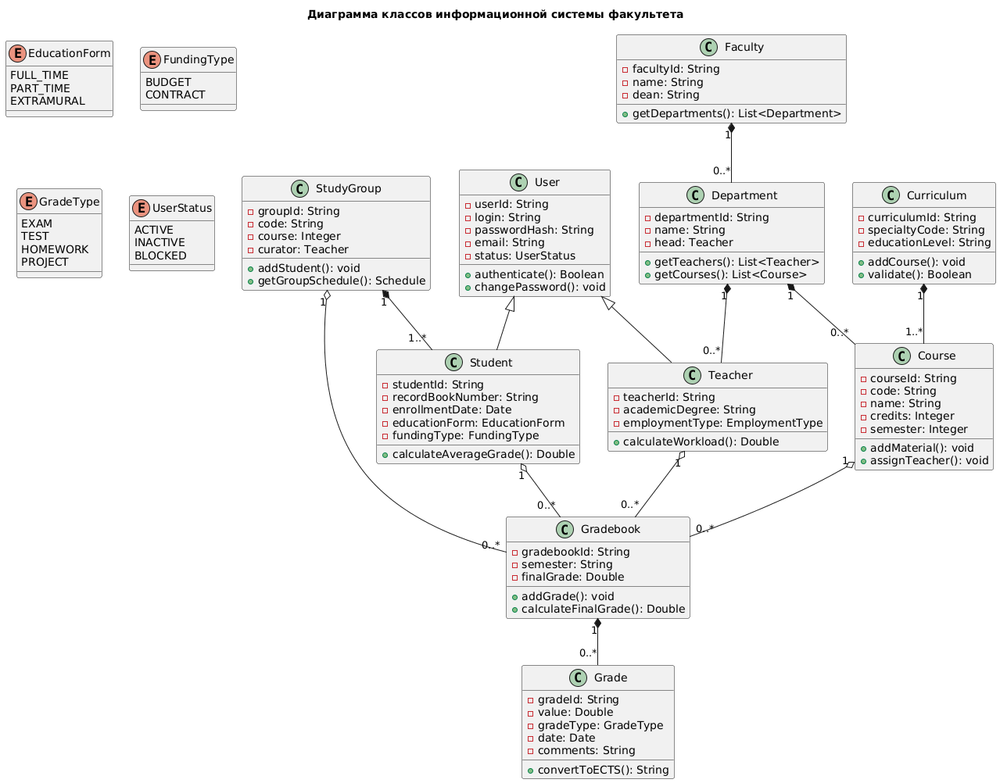 Диаграмма классов информационной системы факультета
E EducationForm
FULL_TIME
PART_TIME
EXTRAMURAL
E FundingType
BUDGET
CONTRACT
C Faculty
facultyId: String
name: String
dean: String
getDepartments(): List<Department>
1
0..*
E GradeType
EXAM
TEST
HOMEWORK
PROJECT
E UserStatus
ACTIVE
INACTIVE
BLOCKED
C StudyGroup
groupId: String
code: String
course: Integer
curator: Teacher
addStudent(): void
getGroupSchedule(): Schedule
C User
userId: String
login: String
passwordHash: String
email: String
status: UserStatus
authenticate(): Boolean
changePassword(): void
C Department
departmentId: String
name: String
head: Teacher
getTeachers(): List<Teacher>
getCourses(): List<Course>
C Curriculum
curriculumId: String
specialtyCode: String
educationLevel: String
addCourse(): void
validate(): Boolean
1
1
1
1
1
1..*
0..*
0..*
1..*
C Student
studentId: String
recordBookNumber: String
enrollmentDate: Date
educationForm: EducationForm
fundingType: FundingType
calculateAverageGrade(): Double
C Teacher
teacherId: String
academicDegree: String
employmentType: EmploymentType
calculateWorkload(): Double
C Course
courseId: String
code: String
name: String
credits: Integer
semester: Integer
addMaterial(): void
assignTeacher(): void
1
1
1
0..*
0..*
0..*
0..*
C Gradebook
gradebookId: String
semester: String
finalGrade: Double
addGrade(): void
calculateFinalGrade(): Double
1
0..*
C Grade
gradeId: String
value: Double
gradeType: GradeType
date: Date
comments: String
convertToECTS(): String